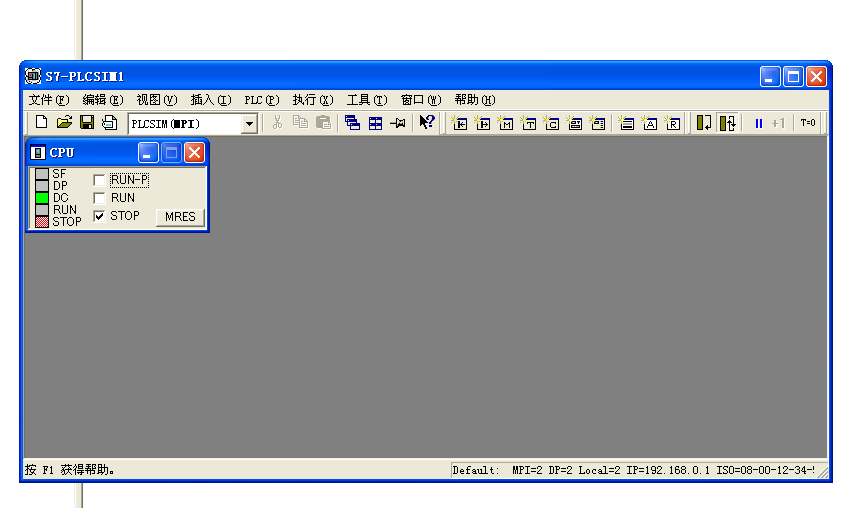 S7-PLCSIM1
文件(F) 编辑(E) 视图(V) 插入(I) PLC(P) 执行(X) 工具(T) 窗口(W) 帮助(H)
PLCSIM(MPI)
+1 T=0
CPU
SF
DP
DC
RUN
STOP
RUN-P
RUN
STOP
MRES
按 F1 获得帮助。
Default: MPI=2 DP=2 Local=2 IP=192.168.0.1 ISO=08-00-12-34-